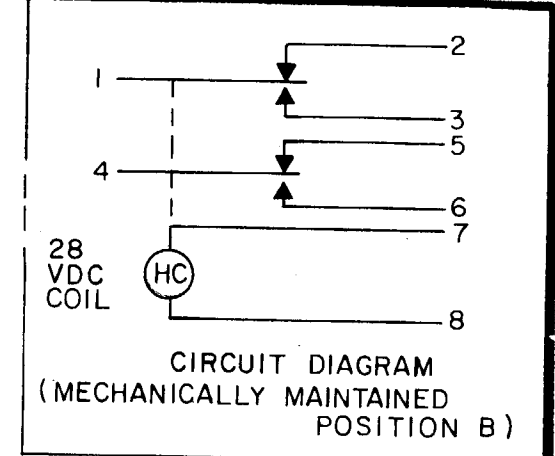 2
1
3
5
4
6
7
28
VDC
COIL
HC
8
CIRCUIT DIAGRAM
(MECHANICALLY MAINTAINED
POSITION B)